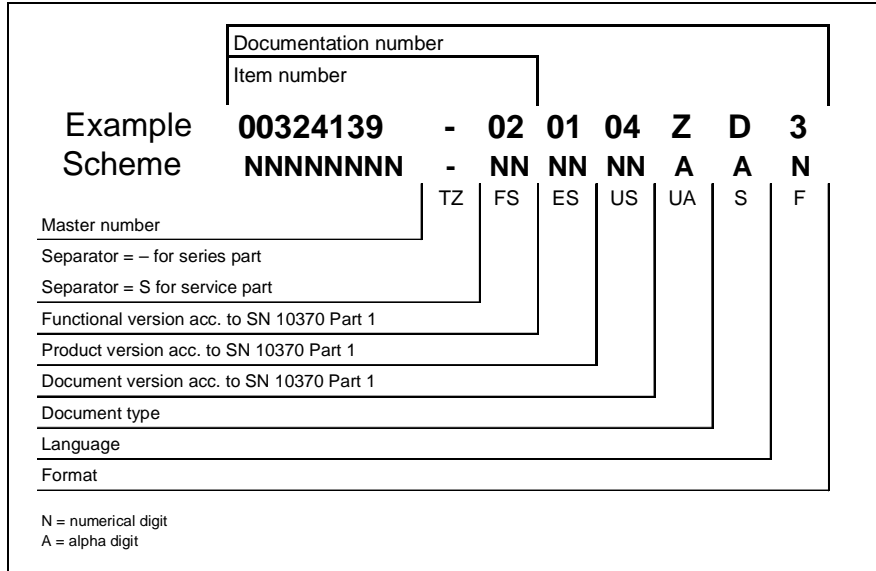 Documentation number
Item number
Example 00324139 - 02 01 04 Z D 3
Scheme NNNNNNNN - NN NN NN A A N
TZ FS ES US UA S F
Master number
Separator = – for series part
Separator = S for service part
Functional version acc. to SN 10370 Part 1
Product version acc. to SN 10370 Part 1
Document version acc. to SN 10370 Part 1
Document type
Language
Format
N = numerical digit
A = alpha digit